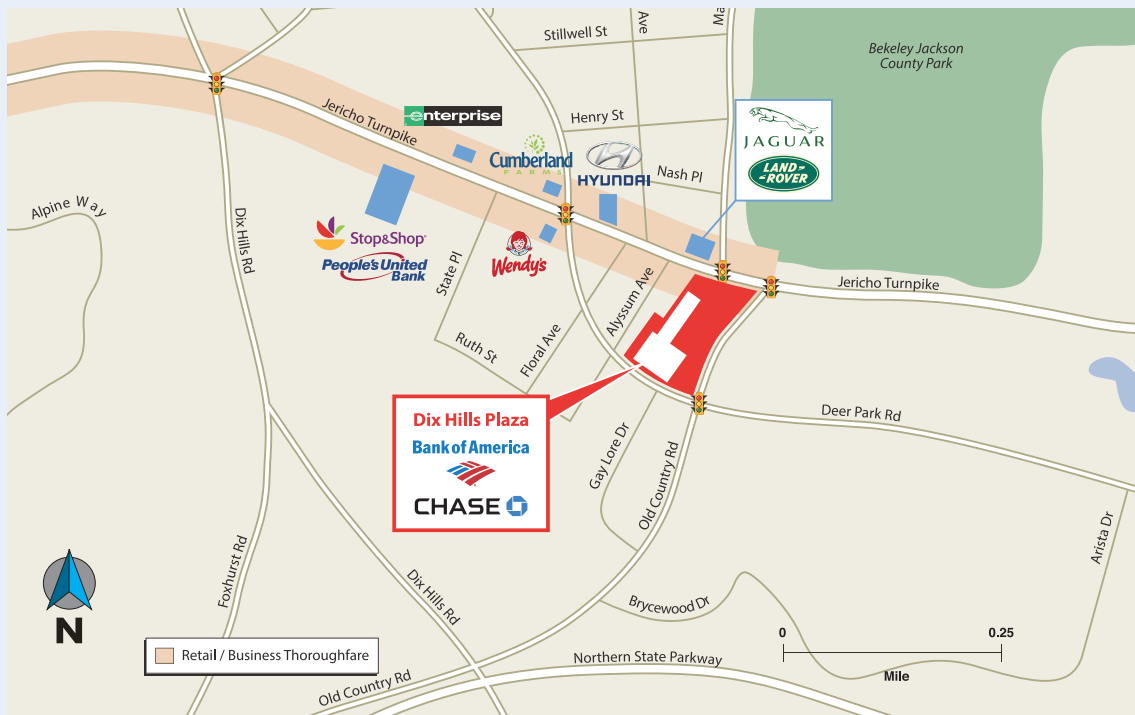 Stillwell St
Ave
Ma
Bekeley Jackson
County Park
Jericho Turnpike
enterprise
Henry St
JAGUAR
LAND-
-ROVER
Cumberland
FARMS
HYUNDAI
Nash Pl
Alpine Way
Dix Hills Rd
Stop&Shop
People's United
Bank
State Pl
Wendy's
Alyssum Ave
Jericho Turnpike
Ruth St
Floral Ave
Dix Hills Plaza
Bank of America
CHASE
Deer Park Rd
Gay Lore Dr
Old Country Rd
Arista Dr
Foxhurst Rd
Dix Hills Rd
Brycewood Dr
N
Retail / Business Thoroughfare
0
0.25
Mile
Northern State Parkway
Old Country Rd